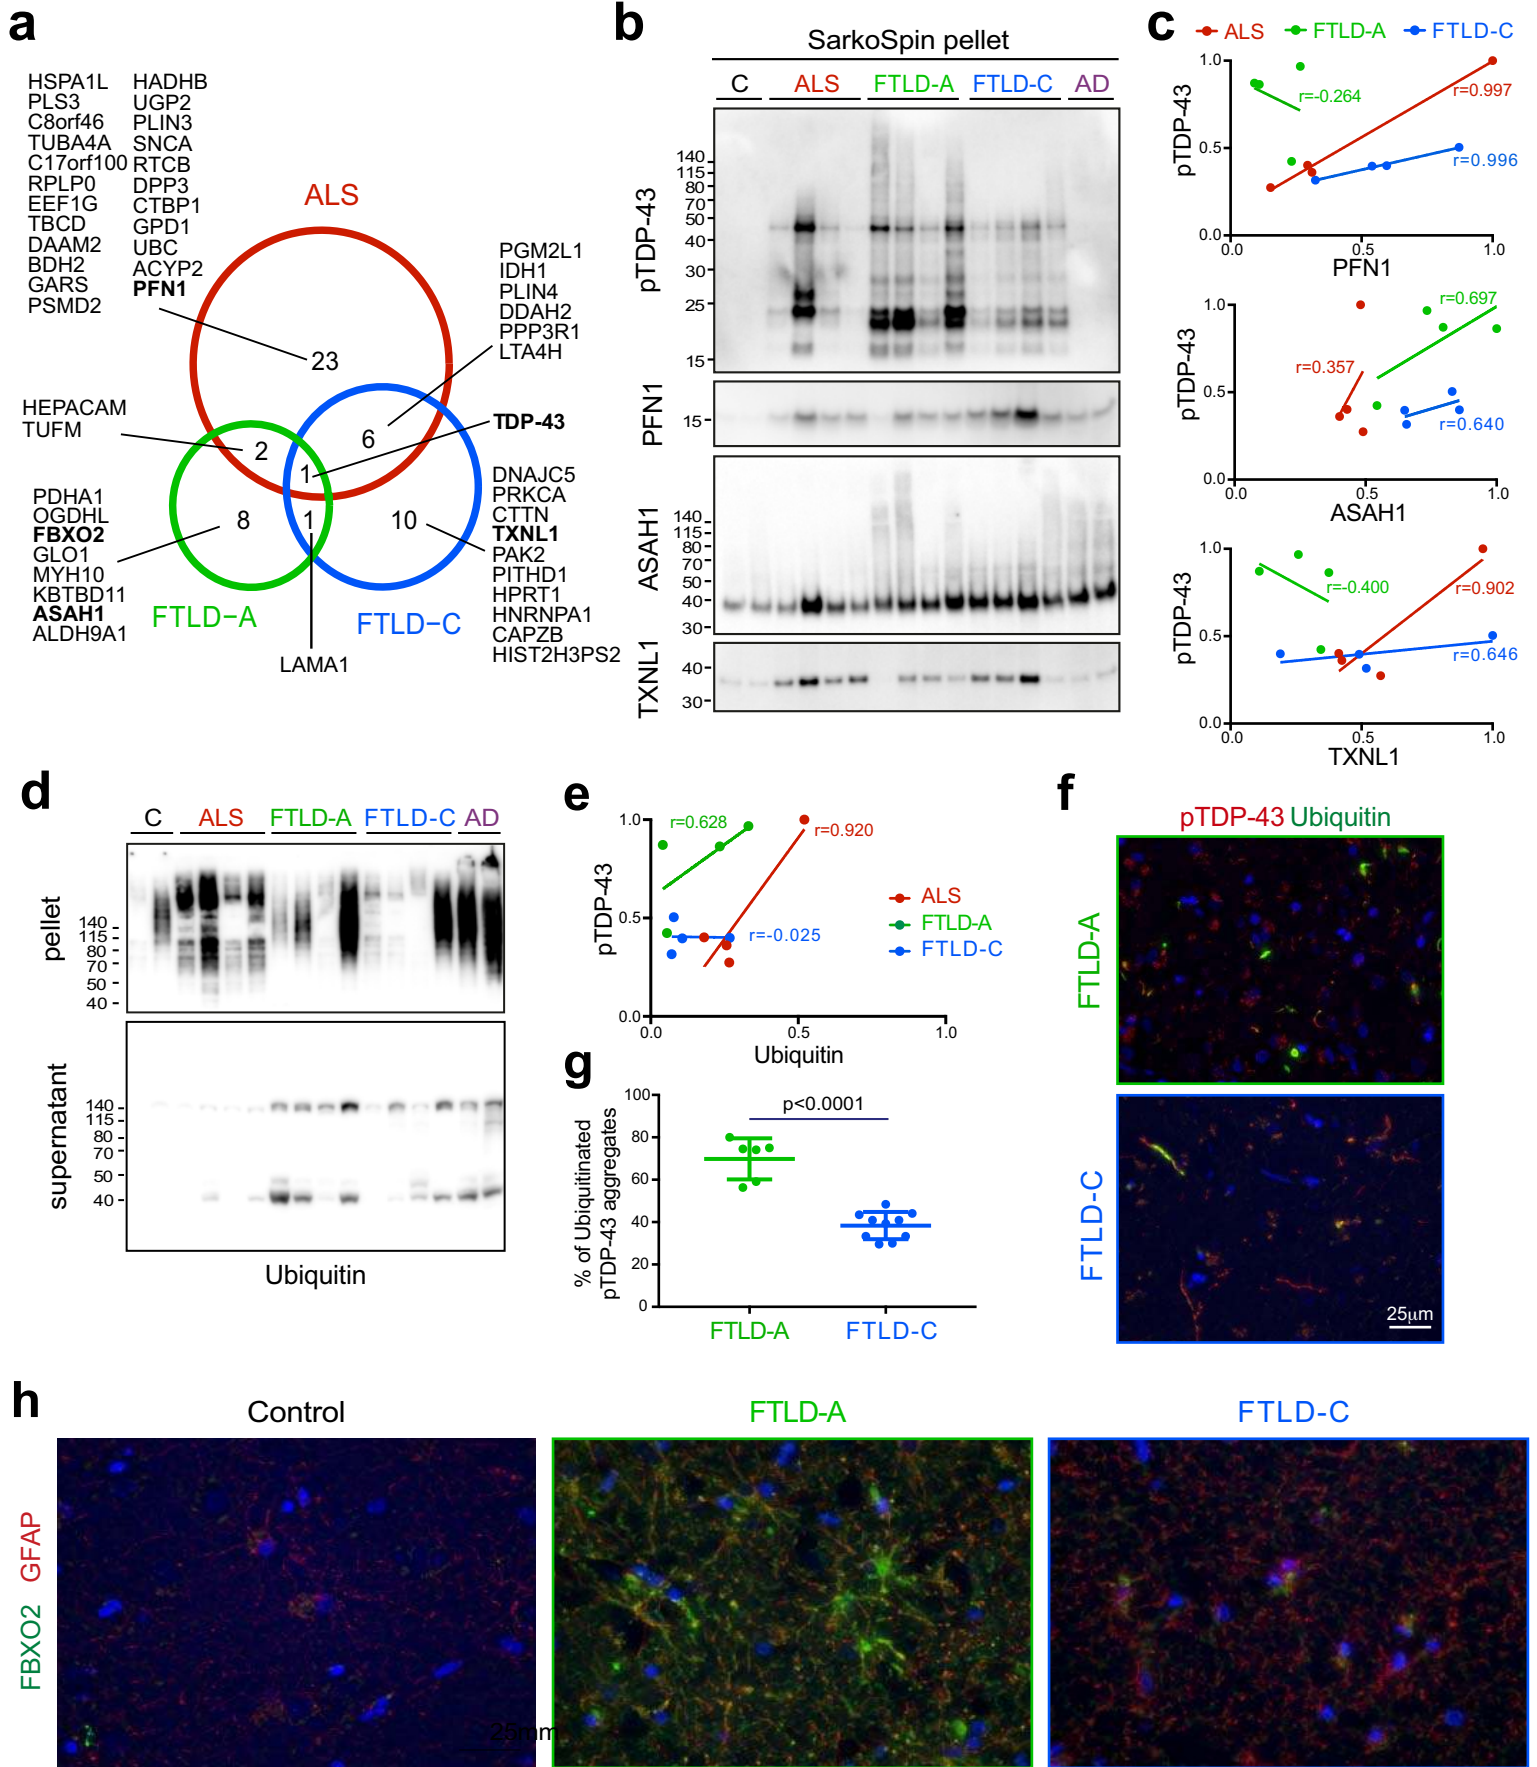 a
HSPA1L
PLS3
C8orf46
TUBA4A
C17orf100
RPLP0
EEF1G
TBCD
DAAM2
BDH2
GARS
PSMD2
HADHB
UGP2
PLIN3
SNCA
RTCB
DPP3
CTBP1
GPD1
UBC
ACYP2
PFN1
ALS
23
PGM2L1
IDH1
PLIN4
DDAH2
PPP3R1
LTA4H
HEPACAM
TUFM
2
6
TDP-43
1
PDHA1
OGDHL
FBXO2
GLO1
MYH10
KBTBD11
ASAH1
ALDH9A1
8
1
10
DNAJC5
PRKCA
CTTN
TXNL1
PAK2
PITHD1
HPRT1
HNRNPA1
CAPZB
HIST2H3PS2
FTLD-A
FTLD-C
LAMA1
b
SarkoSpin pellet
C ALS FTLD-A FTLD-C AD
pTDP-43
140
115
80
70
50
40
30
25
15
PFN1
15
ASAH1
140
115
80
70
50
40
30
TXNL1
40
30
c
ALS FTLD-A FTLD-C
pTDP-43
1.0
0.5
0.0
r=-0.264
r=0.997
r=0.996
0.0 0.5 1.0
PFN1
pTDP-43
1.0
0.5
0.0
r=0.697
r=0.357
r=0.640
0.0 0.5 1.0
ASAH1
pTDP-43
1.0
0.5
0.0
r=-0.400
r=0.902
r=0.646
0.0 0.5 1.0
TXNL1
d
C ALS FTLD-A FTLD-C AD
pellet
140
115
80
70
50
40
supernatant
140
115
80
70
50
40
Ubiquitin
e
pTDP-43
1.0
0.5
0.0
r=0.628
r=0.920
r=-0.025
ALS
FTLD-A
FTLD-C
0.0 0.5 1.0
Ubiquitin
f
pTDP-43 Ubiquitin
FTLD-A
FTLD-C
25µm
g
% of Ubiquitinated
pTDP-43 aggregates
100
80
60
40
20
0
p<0.0001
FTLD-A FTLD-C
h
Control FTLD-A FTLD-C
FBXO2 GFAP
25mm